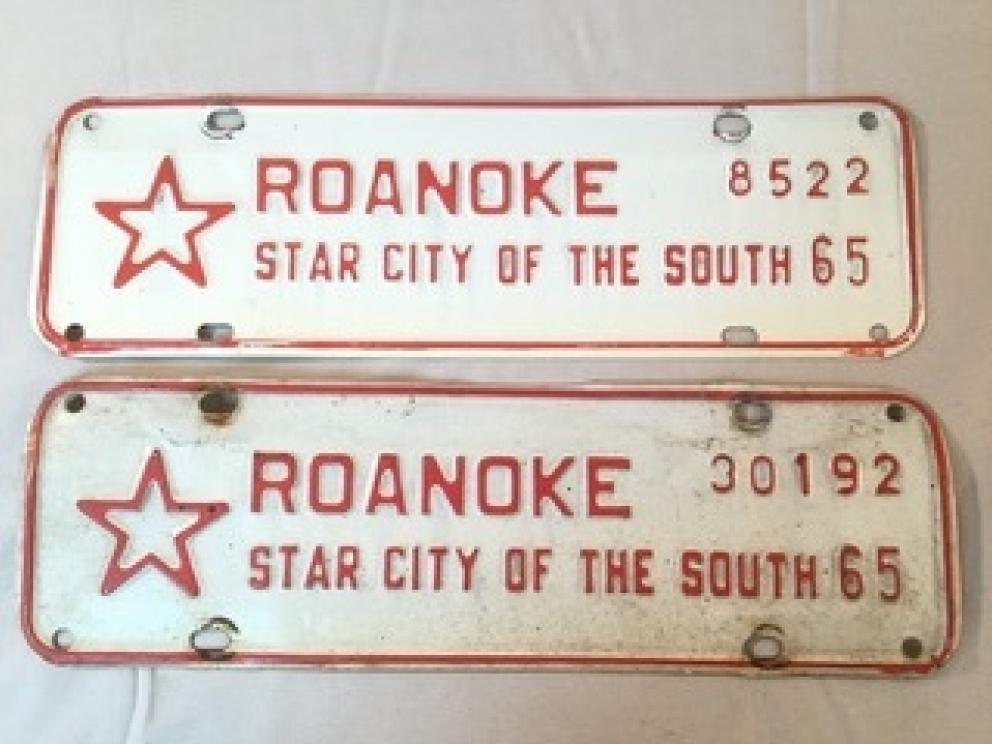 ROANOKE 8522
STAR CITY OF THE SOUTH 65
ROANOKE 30192
STAR CITY OF THE SOUTH 65